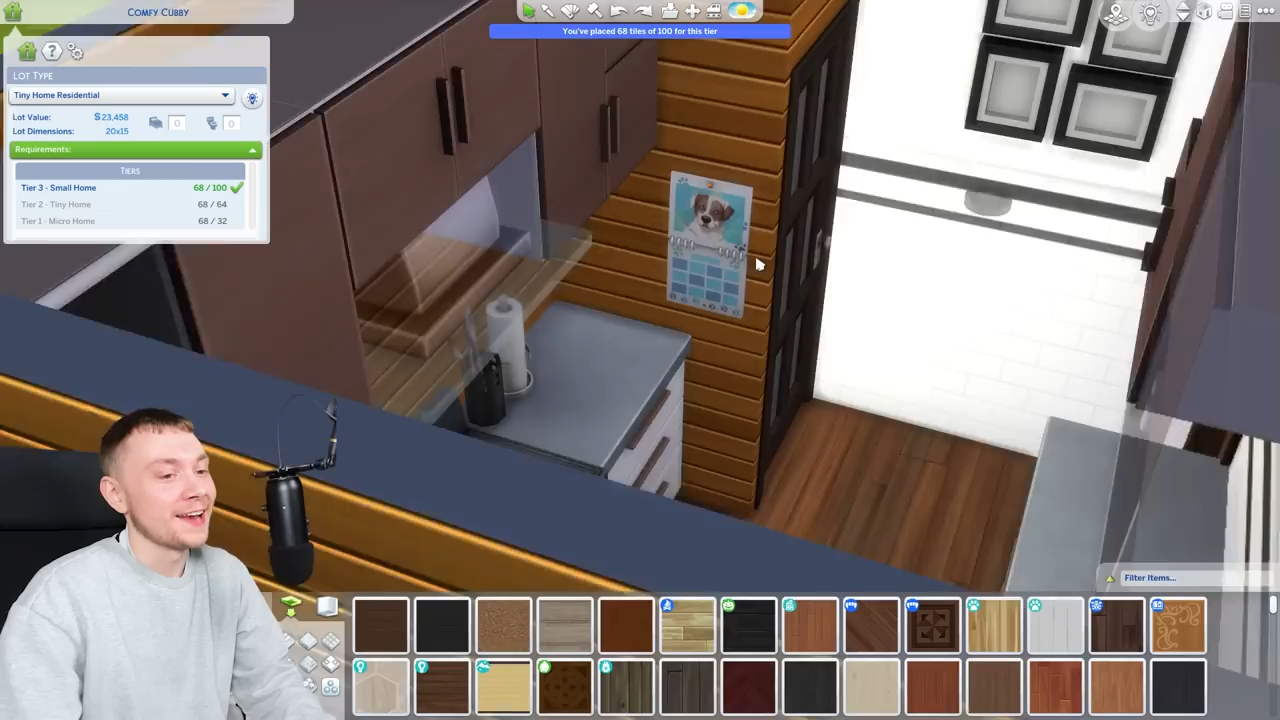 Comfy Cubby
You've placed 68 tiles of 100 for this tier
Lot Type
Tiny Home Residential
Lot Value: §23,458
0
0
Lot Dimensions: 20x15
Requirements:
Tiers
Tier 3 - Small Home 68 / 100
Tier 2 - Tiny Home 68 / 64
Tier 1 - Micro Home 68 / 32
Filter Items...